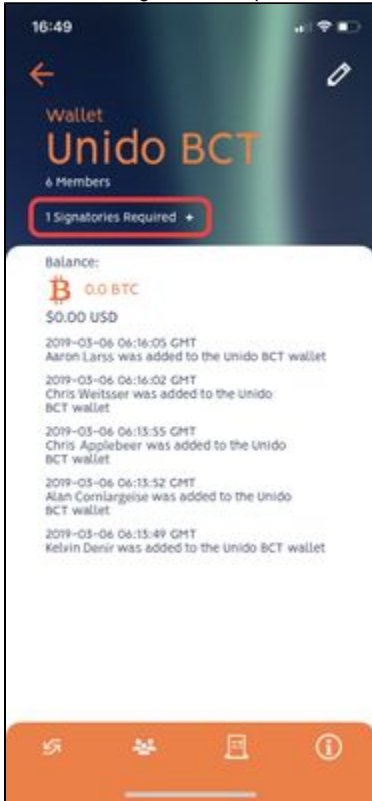 16:49
Wallet
Unido BCT
6 Members
1 Signatories Required +
Balance:
0.0 BTC
$0.00 USD
2019-03-06 06:16:05 GMT
Aaron Larss was added to the Unido BCT wallet
2019-03-06 06:16:02 GMT
Chris Weitsser was added to the Unido
BCT wallet
2019-03-06 06:13:55 GMT
Chris Applebeer was added to the Unido
BCT wallet
2019-03-06 06:13:52 GMT
Alan Cornlargeise was added to the Unido
BCT wallet
2019-03-06 06:13:49 GMT
Kelvin Denir was added to the Unido BCT wallet